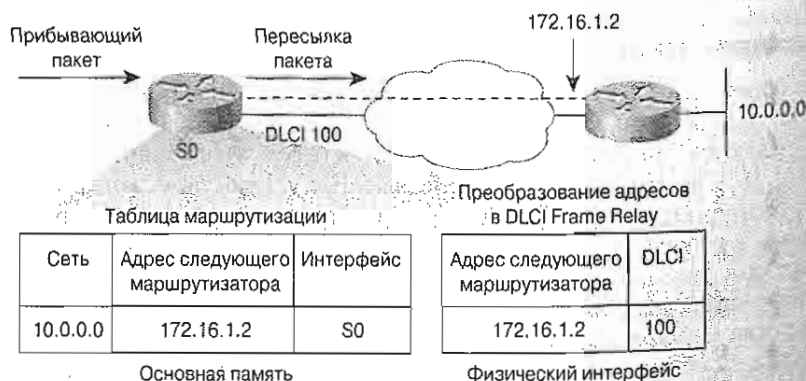 172.16.1.2
Прибывающий
пакет
Пересылка
пакета
10.0.0.0
S0
DLCI 100
Таблица маршрутизации
Сеть
Адрес следующего
маршрутизатора
Интерфейс
10.0.0.0
172.16.1.2
S0
Основная память
Преобразование адресов
в DLCI Frame Relay
Адрес следующего
маршрутизатора
DLCI
172.16.1.2
100
Физический интерфейс